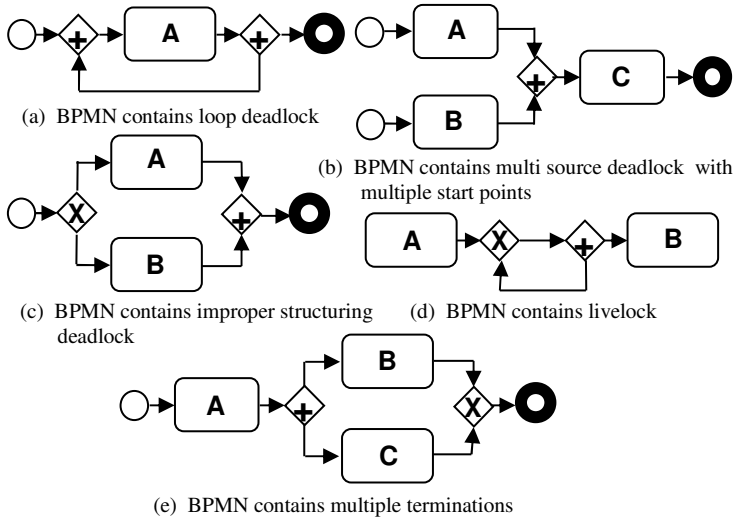 + A +
(a) BPMN contains loop deadlock
A
+ C
B
(b) BPMN contains multi source deadlock with
multiple start points
A
X +
B
(c) BPMN contains improper structuring
deadlock
A X + B
(d) BPMN contains livelock
B
A + X
C
(e) BPMN contains multiple terminations